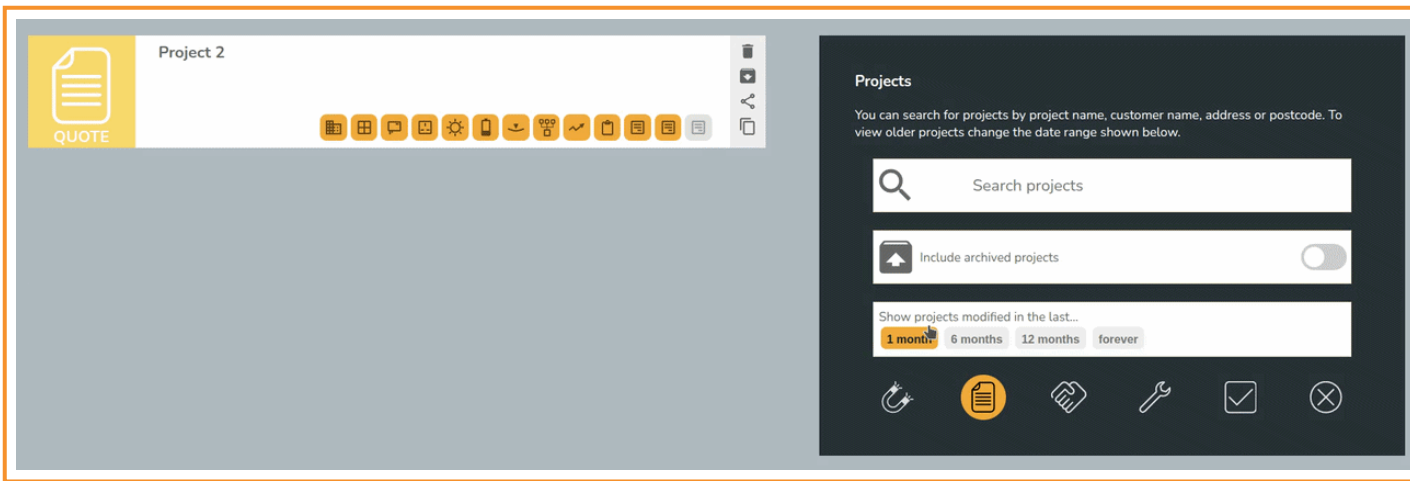 Project 2
QUOTE
Projects
You can search for projects by project name, customer name, address or postcode. To
view older projects change the date range shown below.
Search projects
Include archived projects
Show projects modified in the last...
1 month 6 months 12 months forever